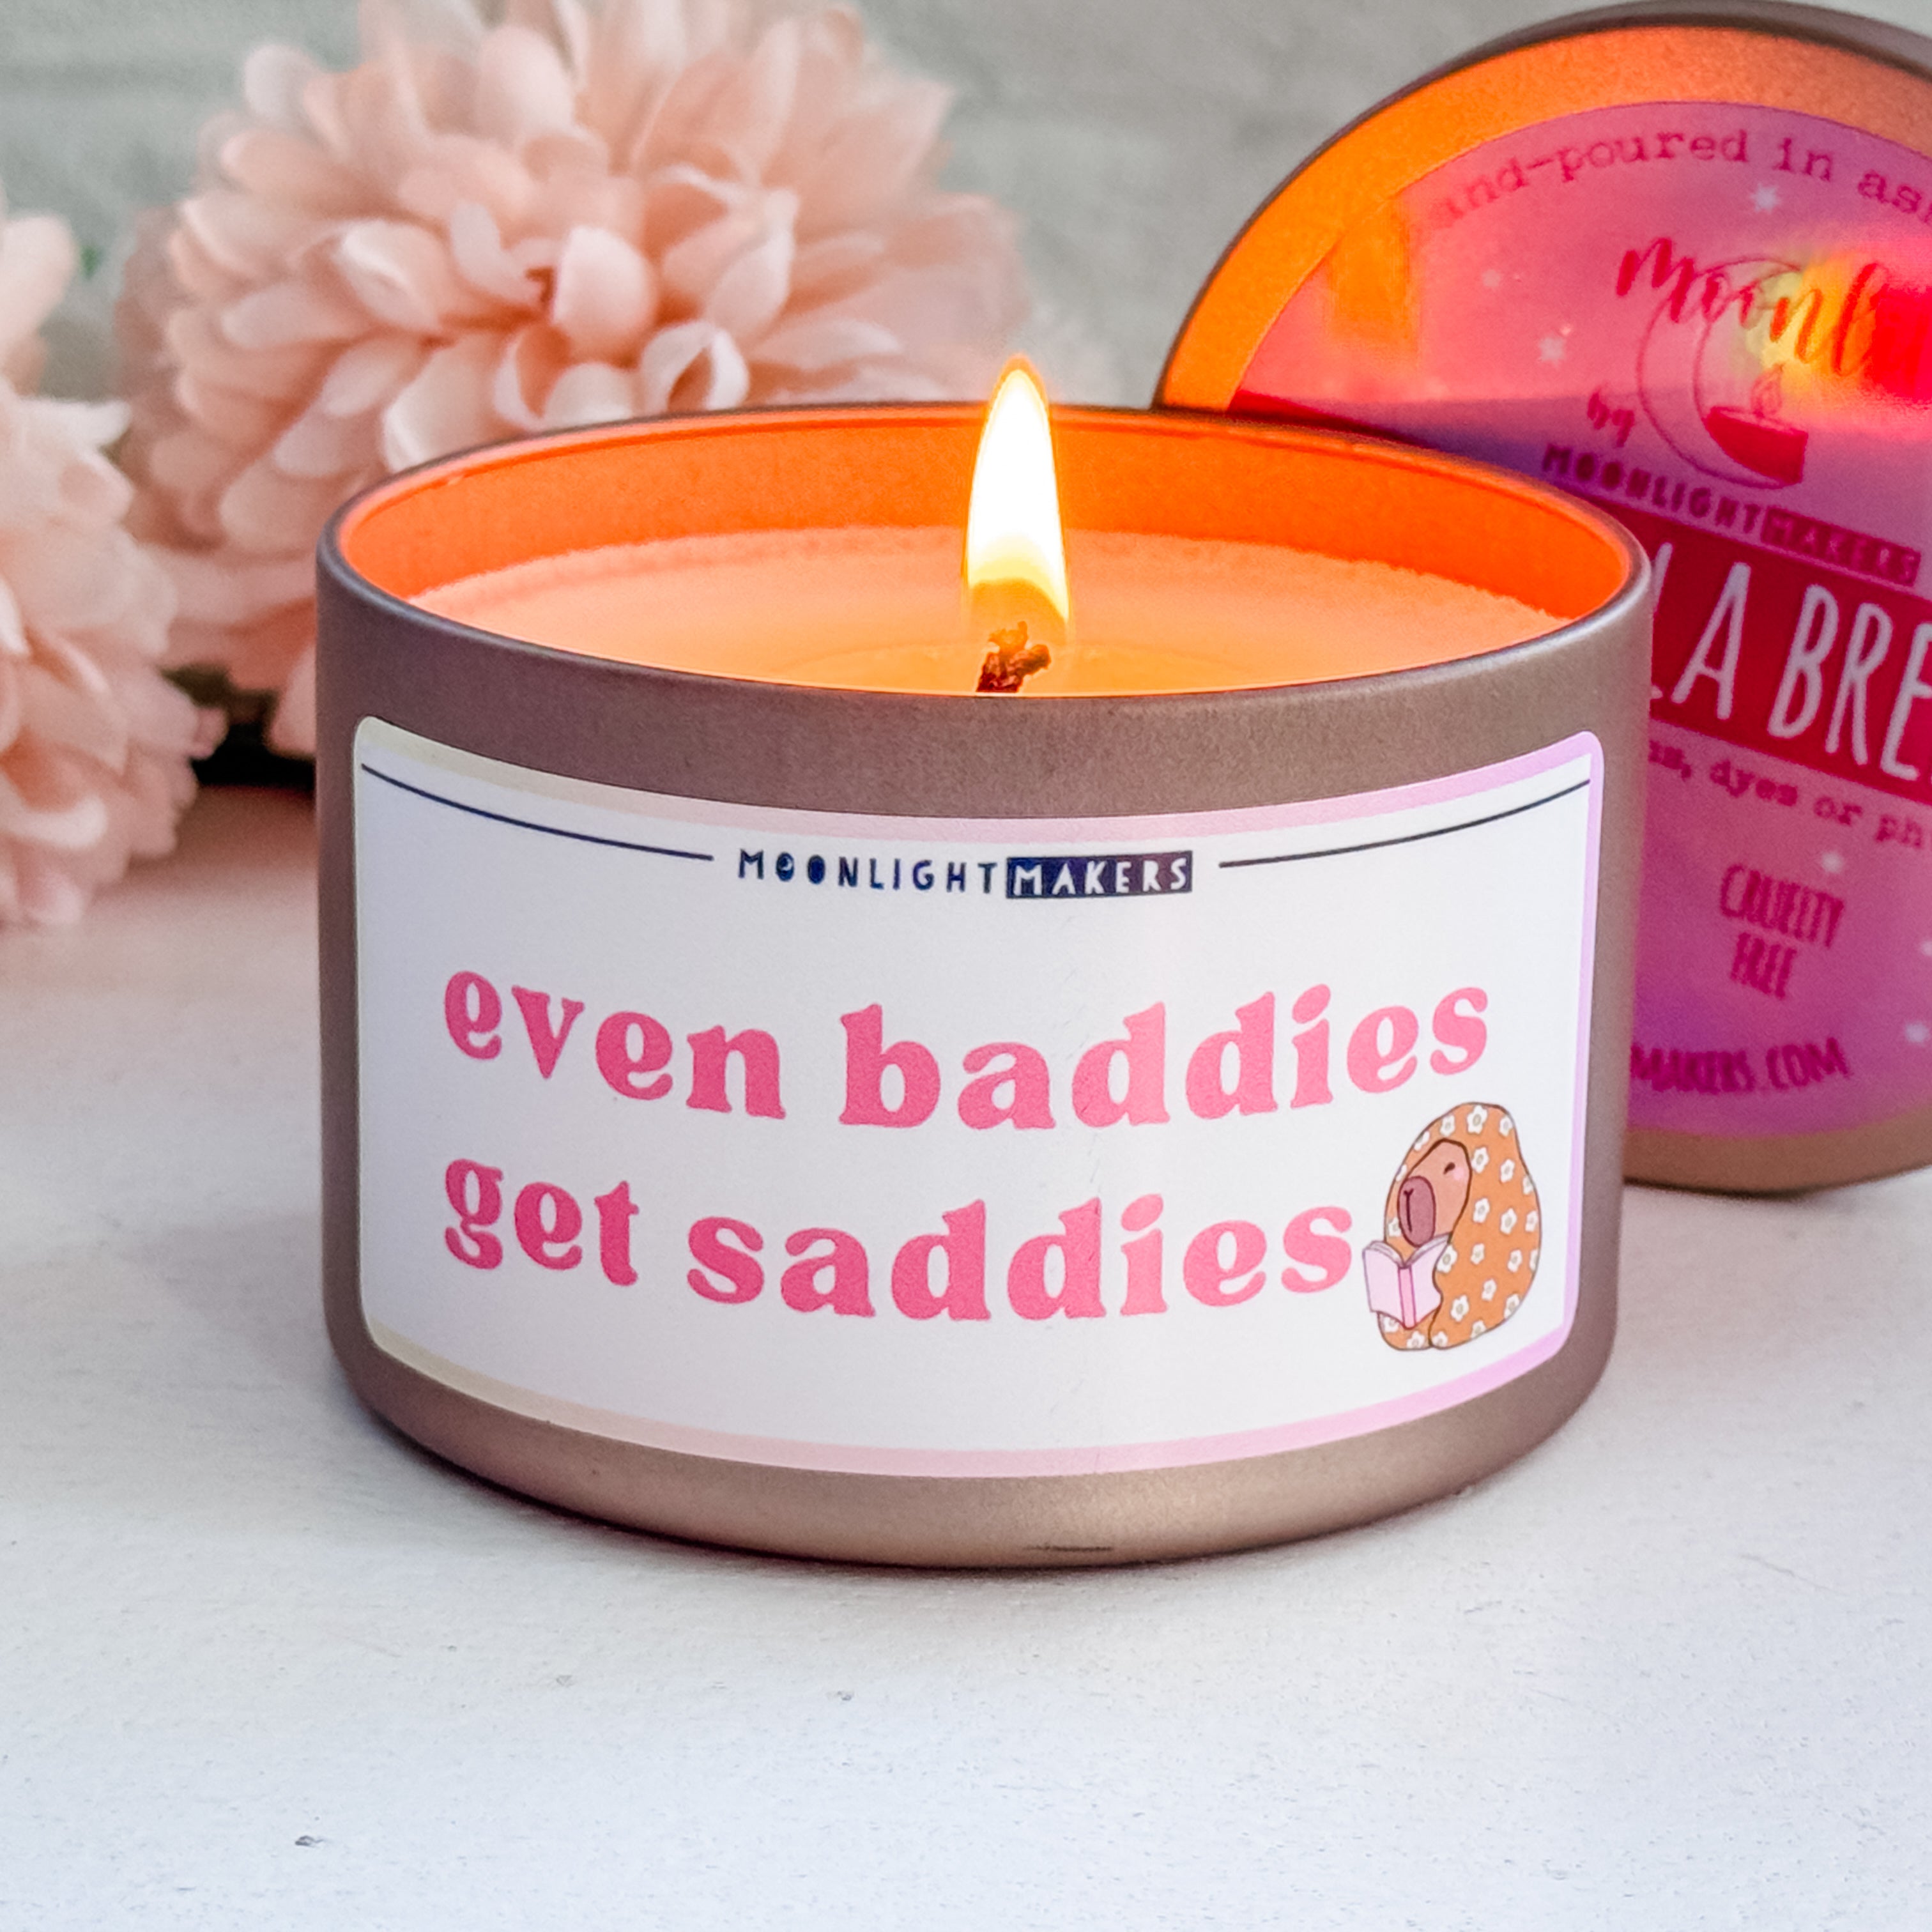 MOONLIGHTMAKERS
even baddies
get saddies
and-poured in as
Moonl
by
MOONLIGHTMAKERS
LA BRE
dyes or ph
CRUELTY
FREE
MAKERS.COM